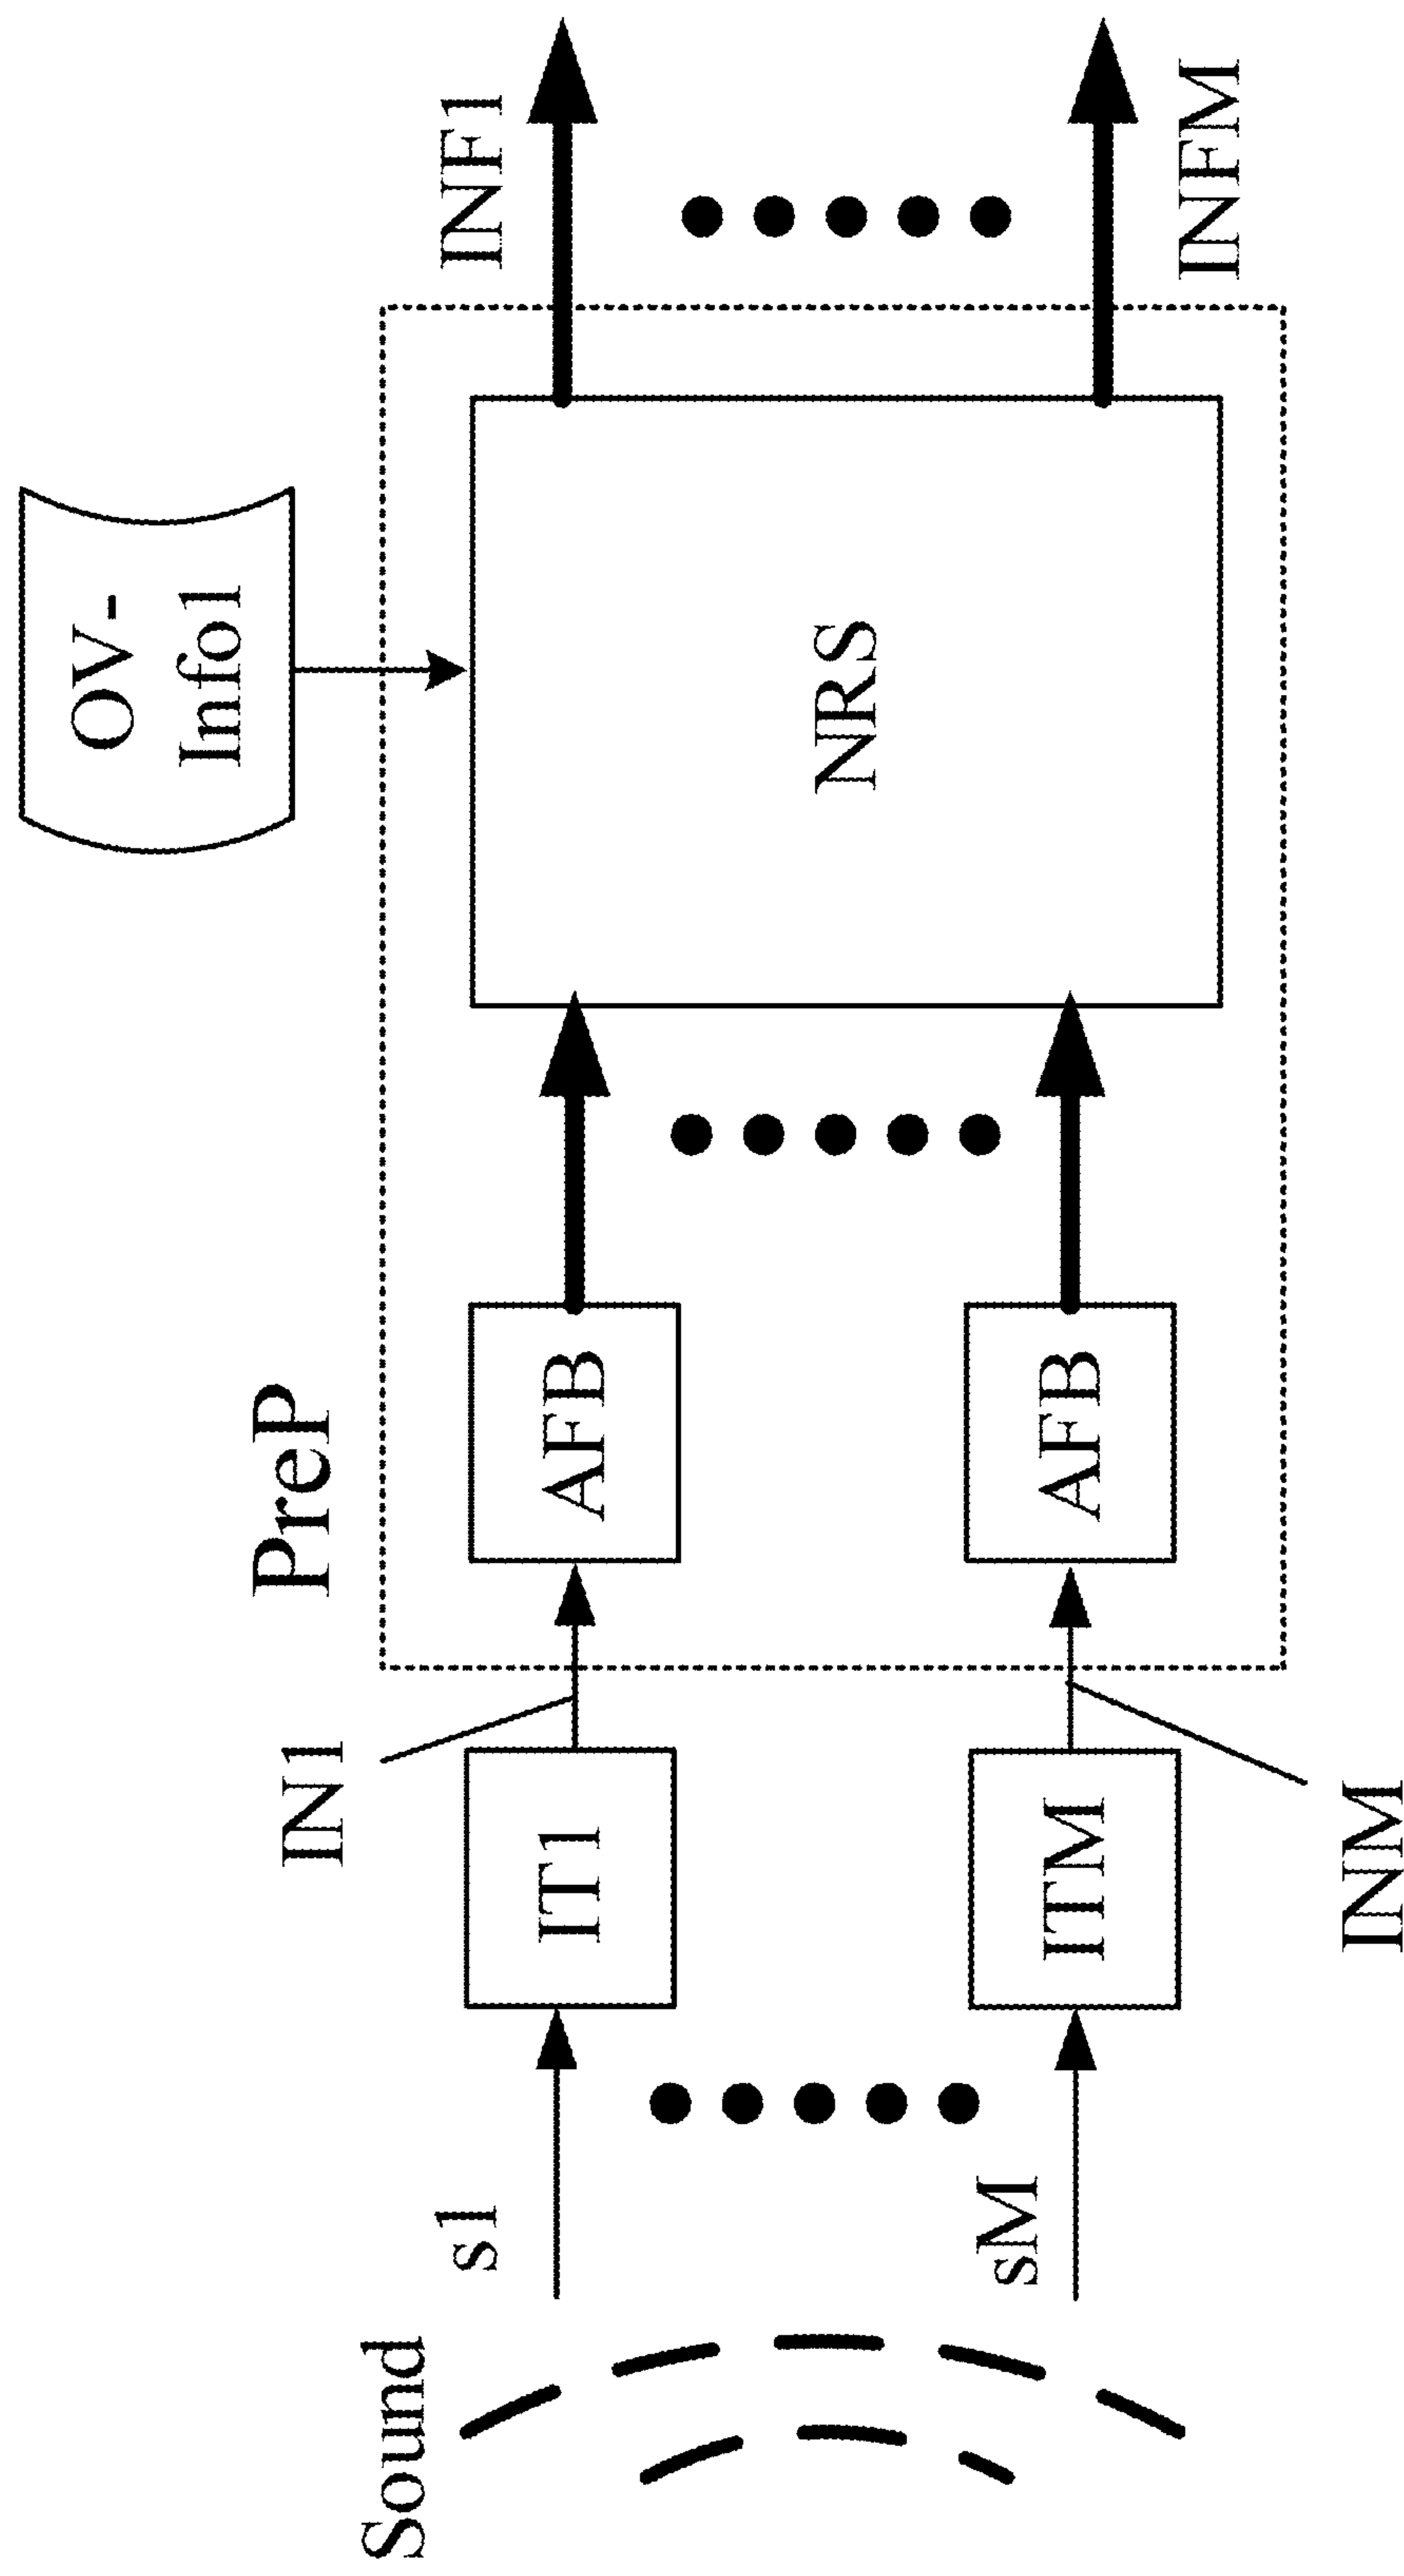 Sound
s1
sM
IT1
ITM
IN1
INM
PreP
AFB
AFB
OV-
Info1
NRS
INF1
INFM